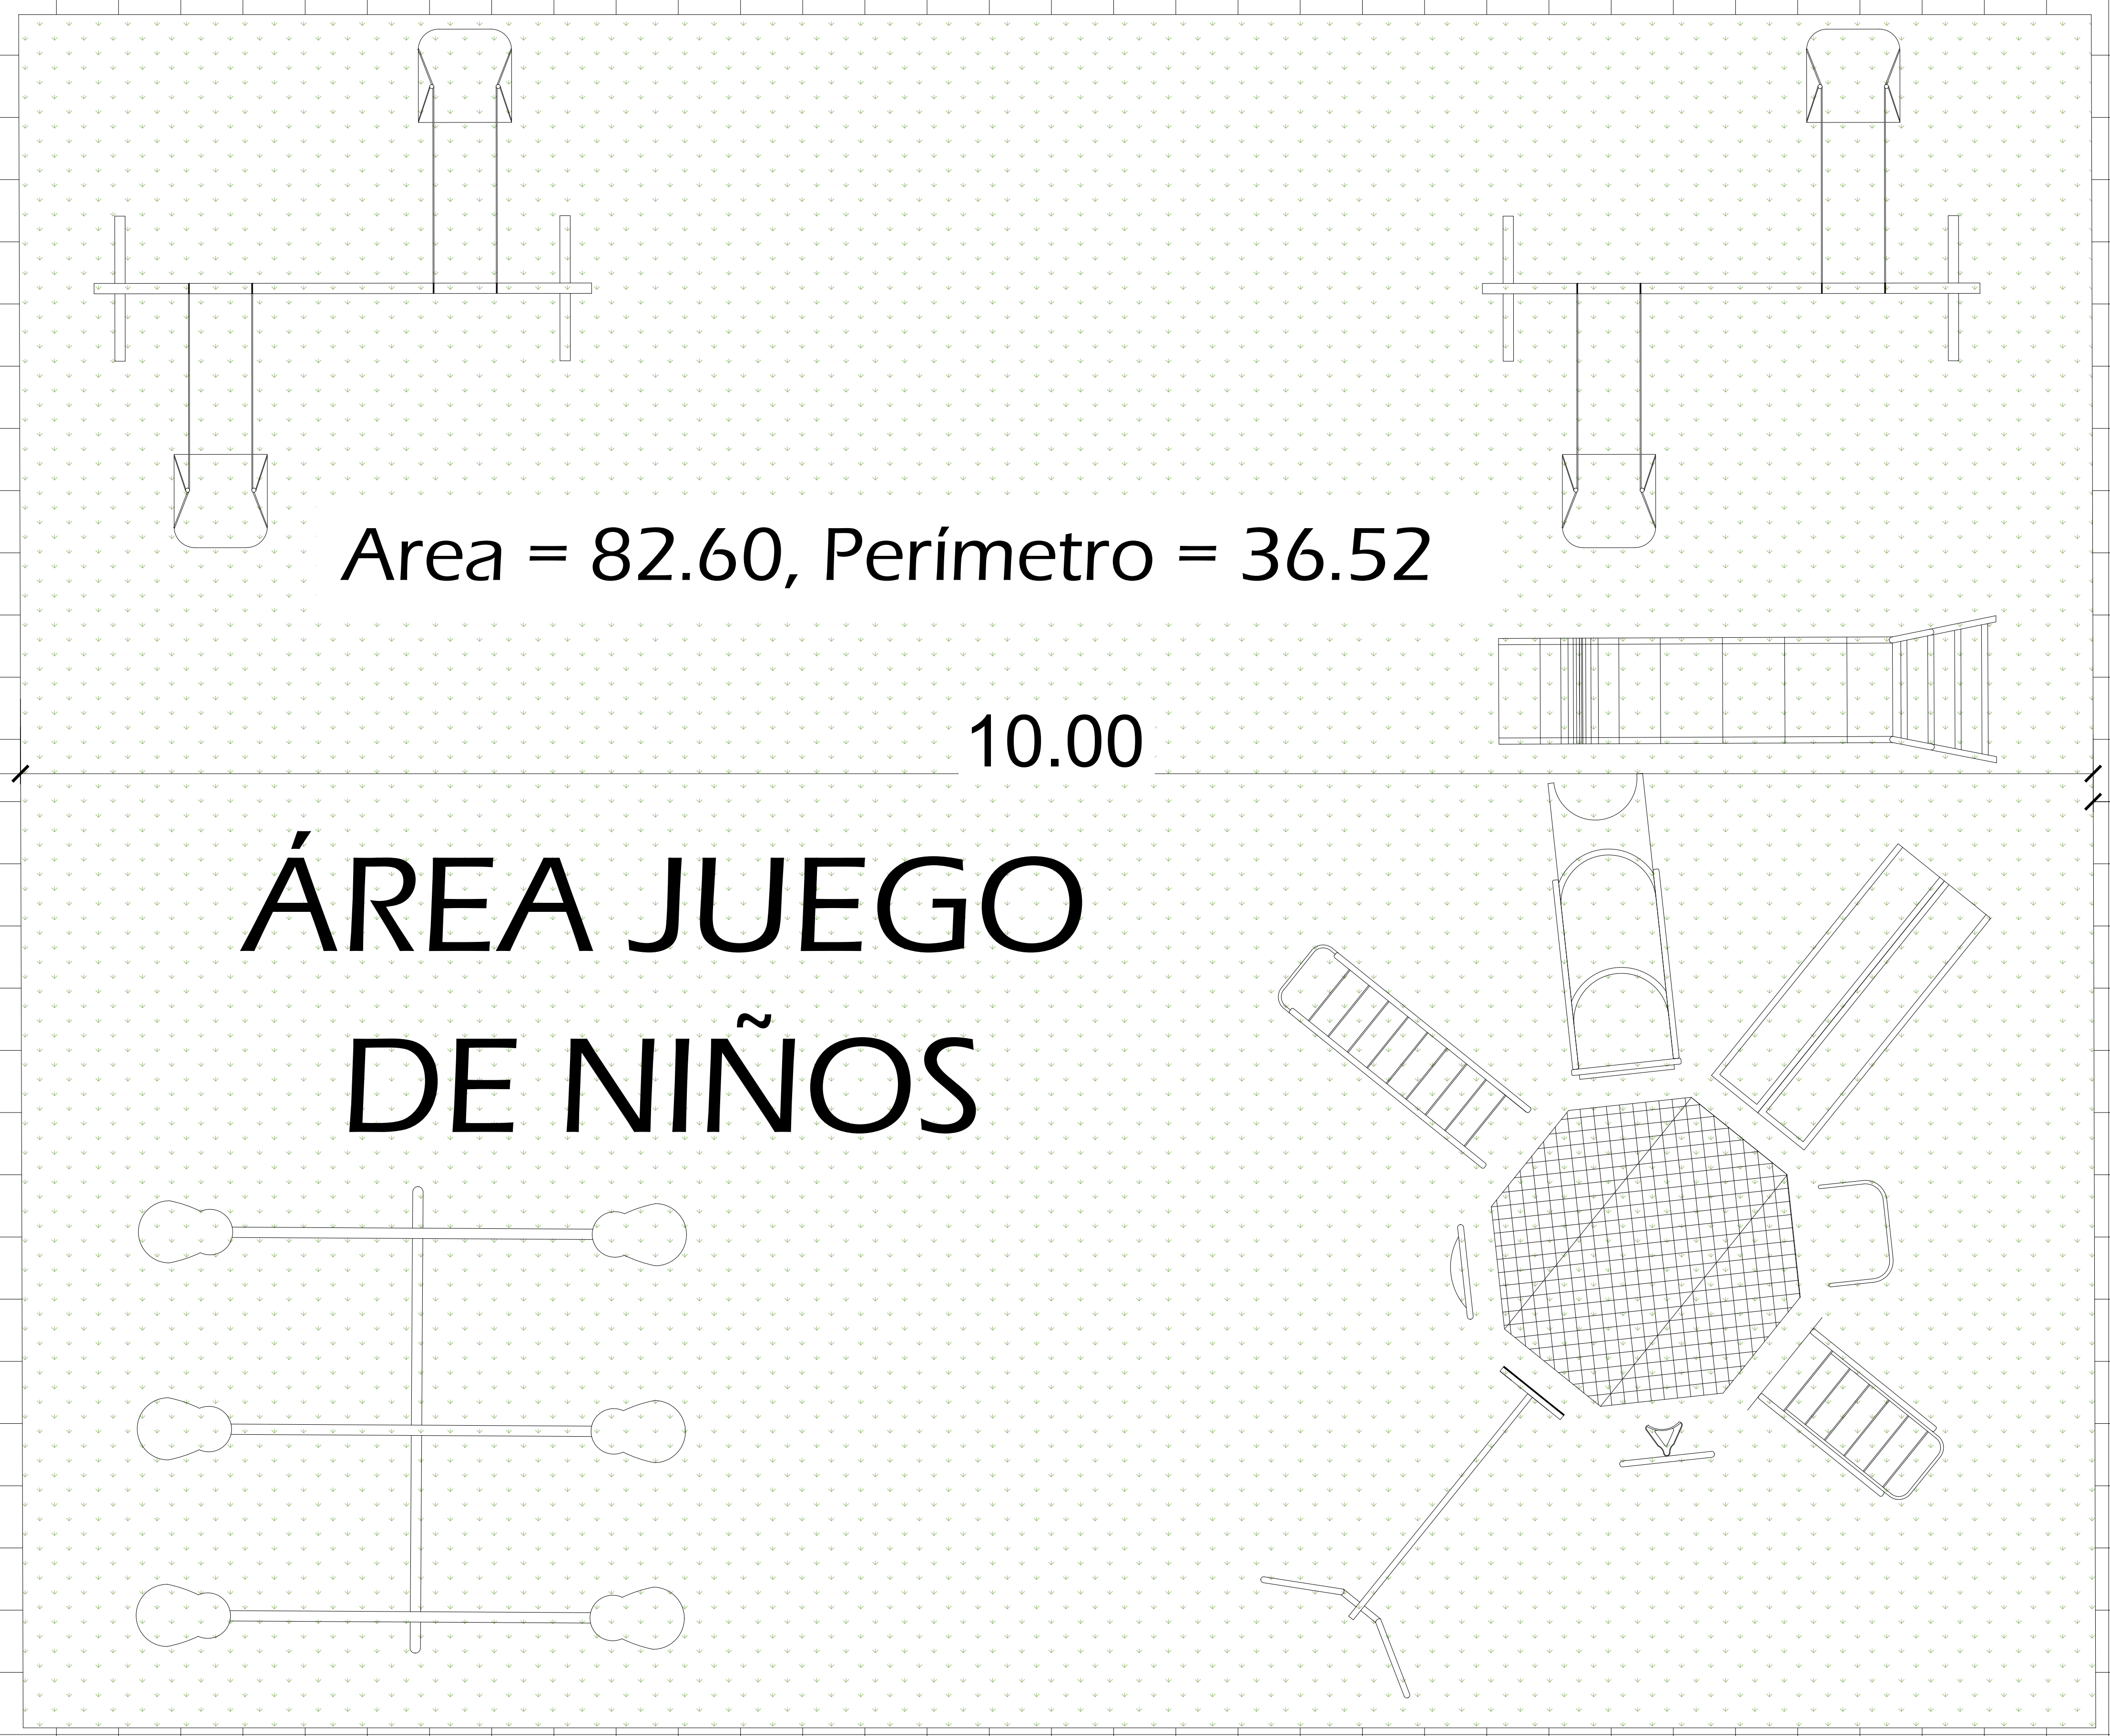 Area = 82.60, Perímetro = 36.52
10.00
ÁREA JUEGO
DE NIÑOS